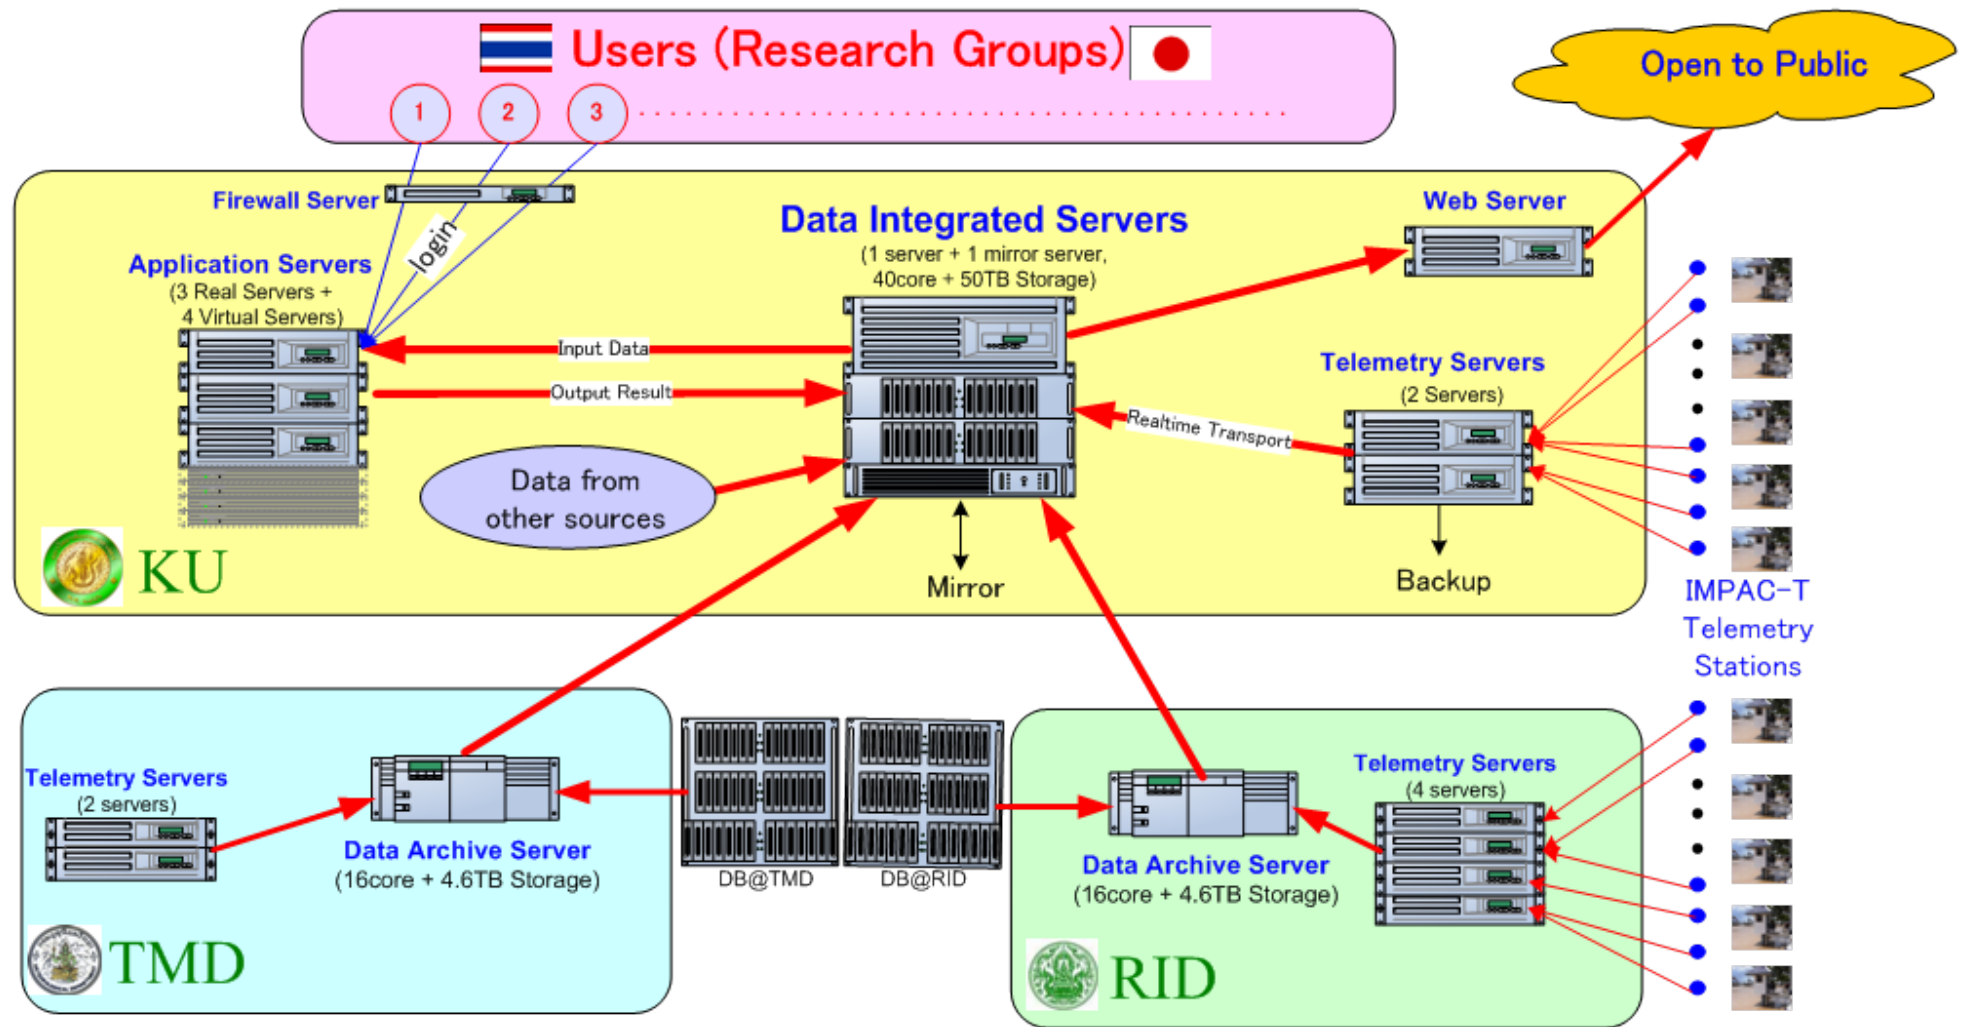 Users (Research Groups)
1 2 3 ..........................................
Open to Public
Firewall Server
login
Application Servers
(3 Real Servers +
4 Virtual Servers)
Data Integrated Servers
(1 server + 1 mirror server,
40core + 50TB Storage)
Web Server
Input Data
Output Result
Telemetry Servers
(2 Servers)
Realtime Transport
Data from
other sources
Mirror
Backup
KU
IMPAC-T
Telemetry
Stations
Telemetry Servers
(2 servers)
Data Archive Server
(16core + 4.6TB Storage)
TMD
DB@TMD
DB@RID
Data Archive Server
(16core + 4.6TB Storage)
Telemetry Servers
(4 servers)
RID